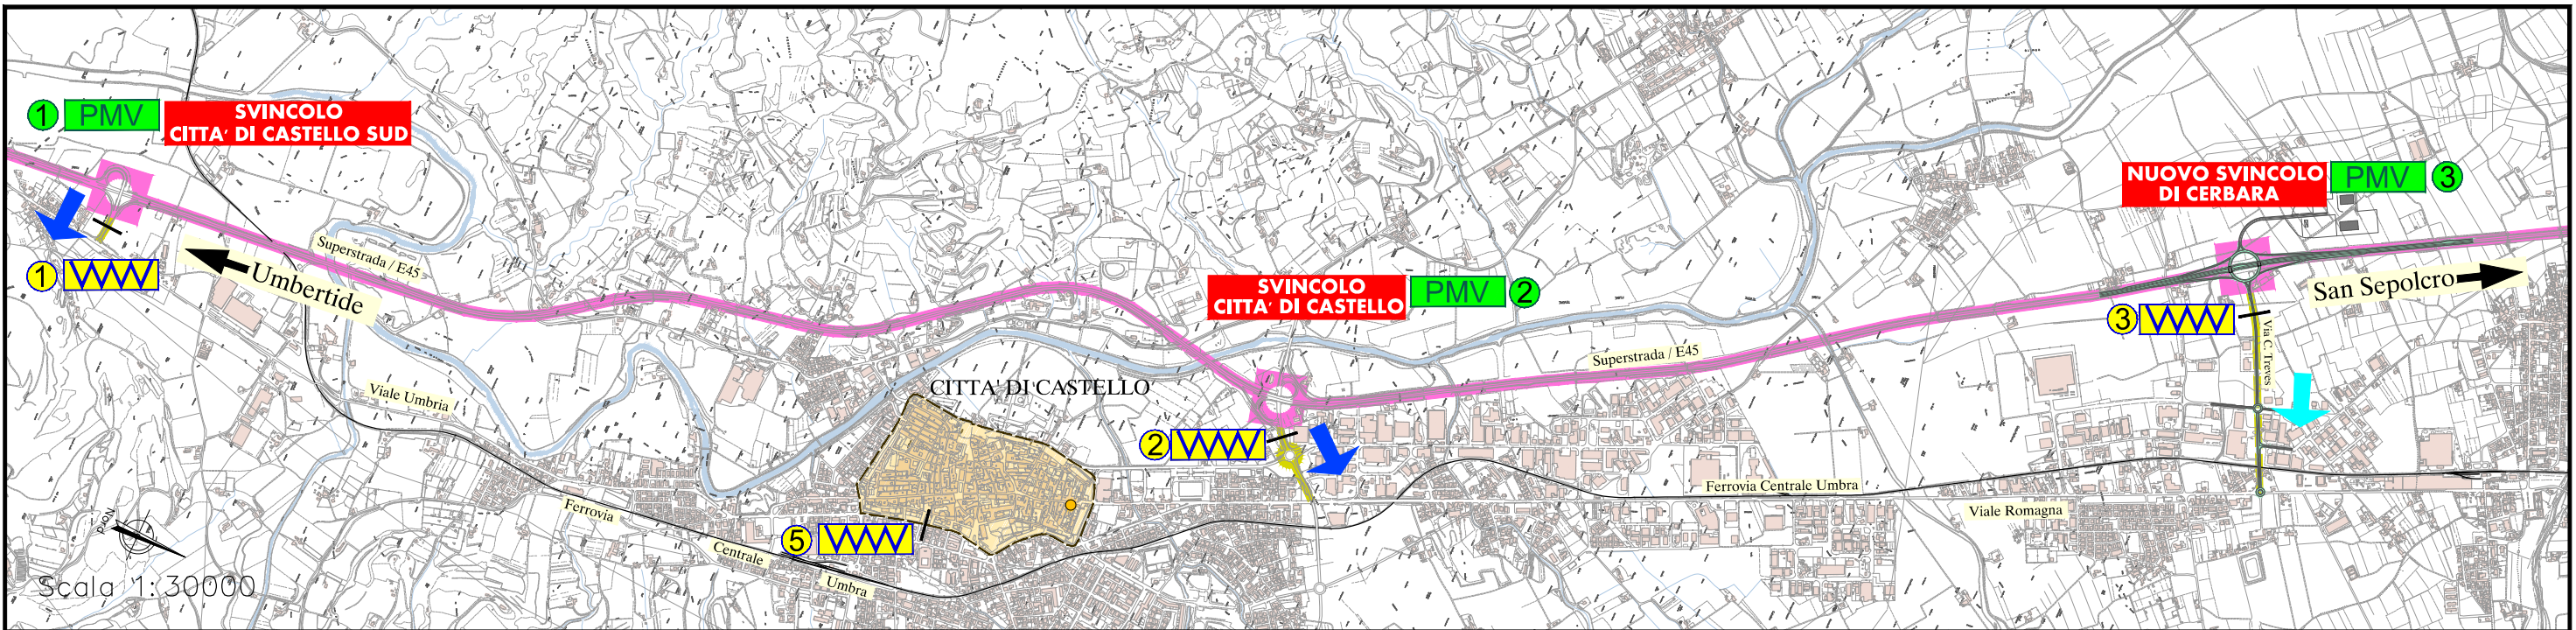 1 PMV
SVINCOLO
CITTA' DI CASTELLO SUD
1
Umbertide
Superstrada / E45
Viale Umbria
SVINCOLO
CITTA' DI CASTELLO
PMV 2
NUOVO SVINCOLO
DI CERBARA
PMV 3
San Sepolcro
3
Via C. Treves
Superstrada / E45
CITTA' DI CASTELLO
2
5
Ferrovia
Centrale
Umbra
Ferrovia Centrale Umbra
Viale Romagna
Nord
Scala 1:30000